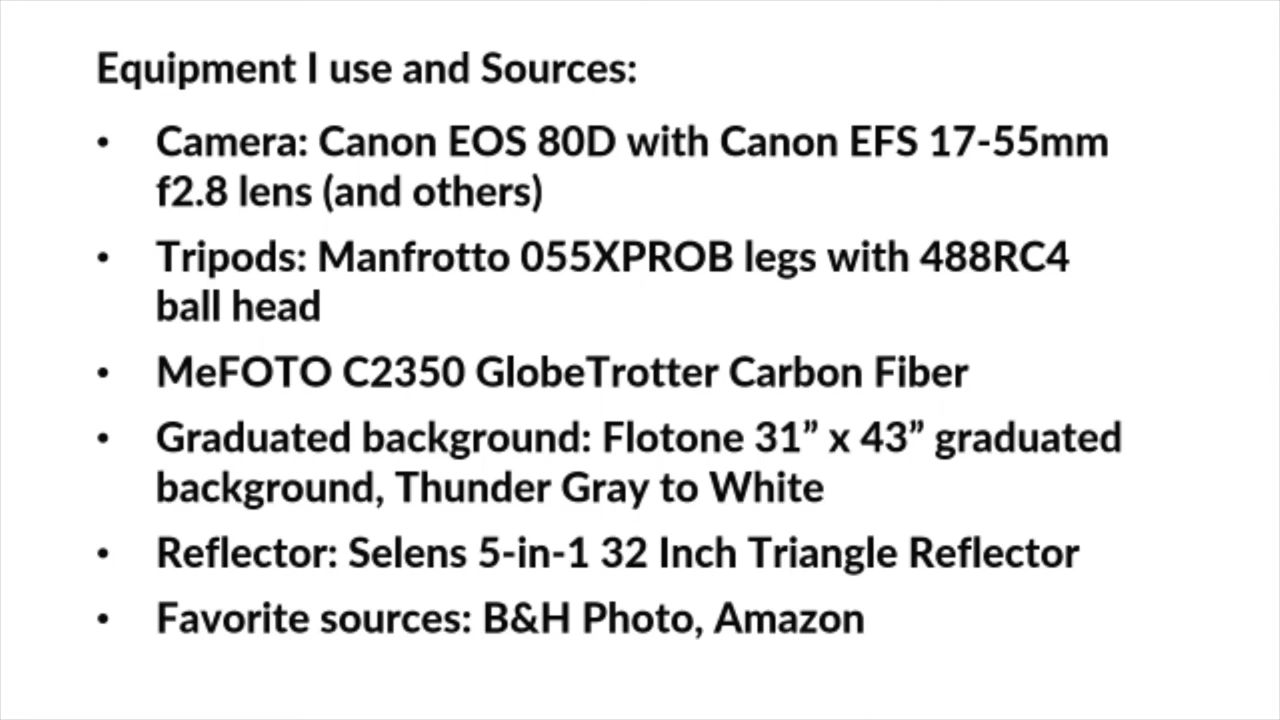 Equipment I use and Sources:
• Camera: Canon EOS 80D with Canon EFS 17-55mm
f2.8 lens (and others)
• Tripods: Manfrotto 055XPROB legs with 488RC4
ball head
• MeFOTO C2350 GlobeTrotter Carbon Fiber
• Graduated background: Flotone 31” x 43” graduated
background, Thunder Gray to White
• Reflector: Selens 5-in-1 32 Inch Triangle Reflector
• Favorite sources: B&H Photo, Amazon